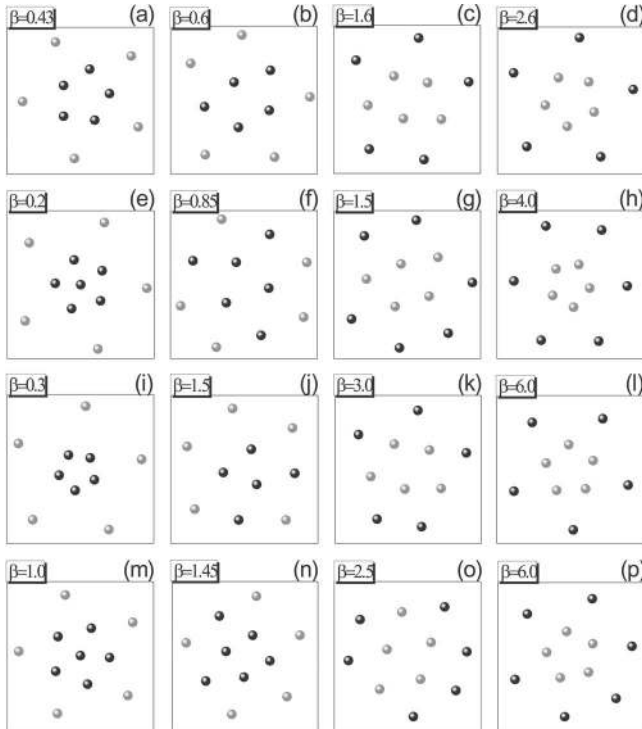 β=0.43 (a) β=0.6 (b) β=1.6 (c) β=2.6 (d)
β=0.2 (e) β=0.85 (f) β=1.5 (g) β=4.0 (h)
β=0.3 (i) β=1.5 (j) β=3.0 (k) β=6.0 (l)
β=1.0 (m) β=1.45 (n) β=2.5 (o) β=6.0 (p)